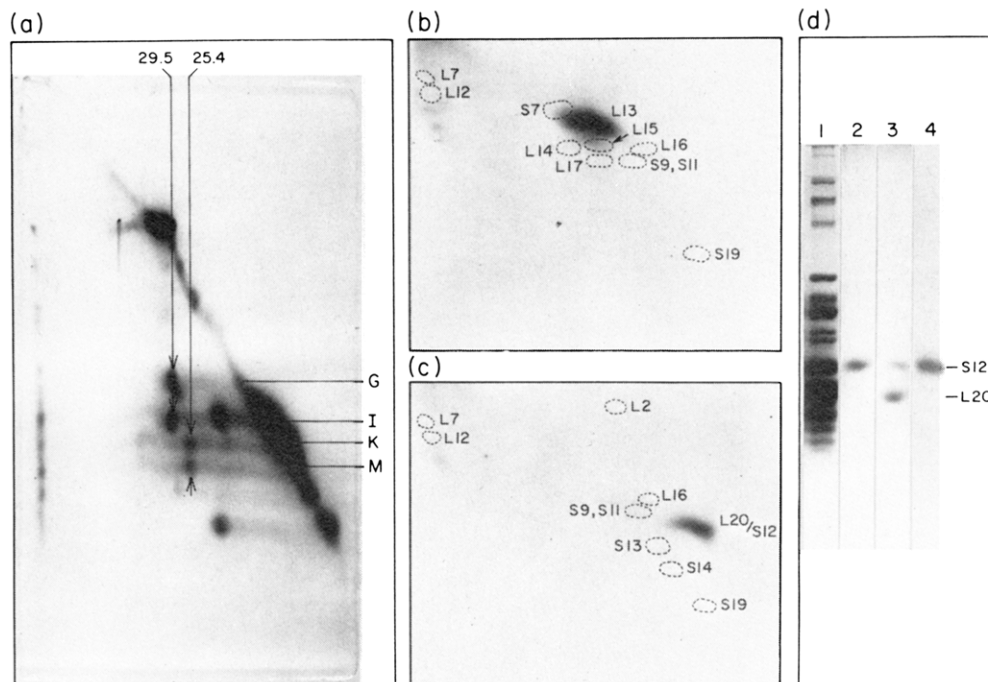 (a)
29.5 25.4
G
I
K
M
(b)
L7
L12
S7
L13
L15
L14
L16
L17
S9, S11
S19
(c)
L7
L12
L2
L16
S9, S11
L20/S12
S13
S14
S19
(d)
1 2 3 4
S12
L20